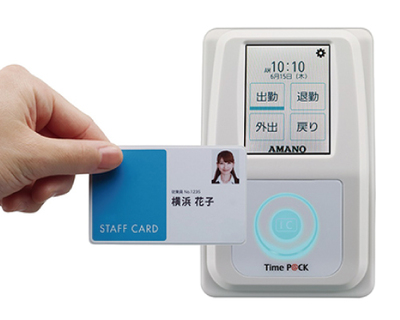 AM 10:10
6月15日 (木)
出勤 退勤
外出 戻り
AMANO
従業員 No.1235
横浜 花子
STAFF CARD
IC
Time P@CK